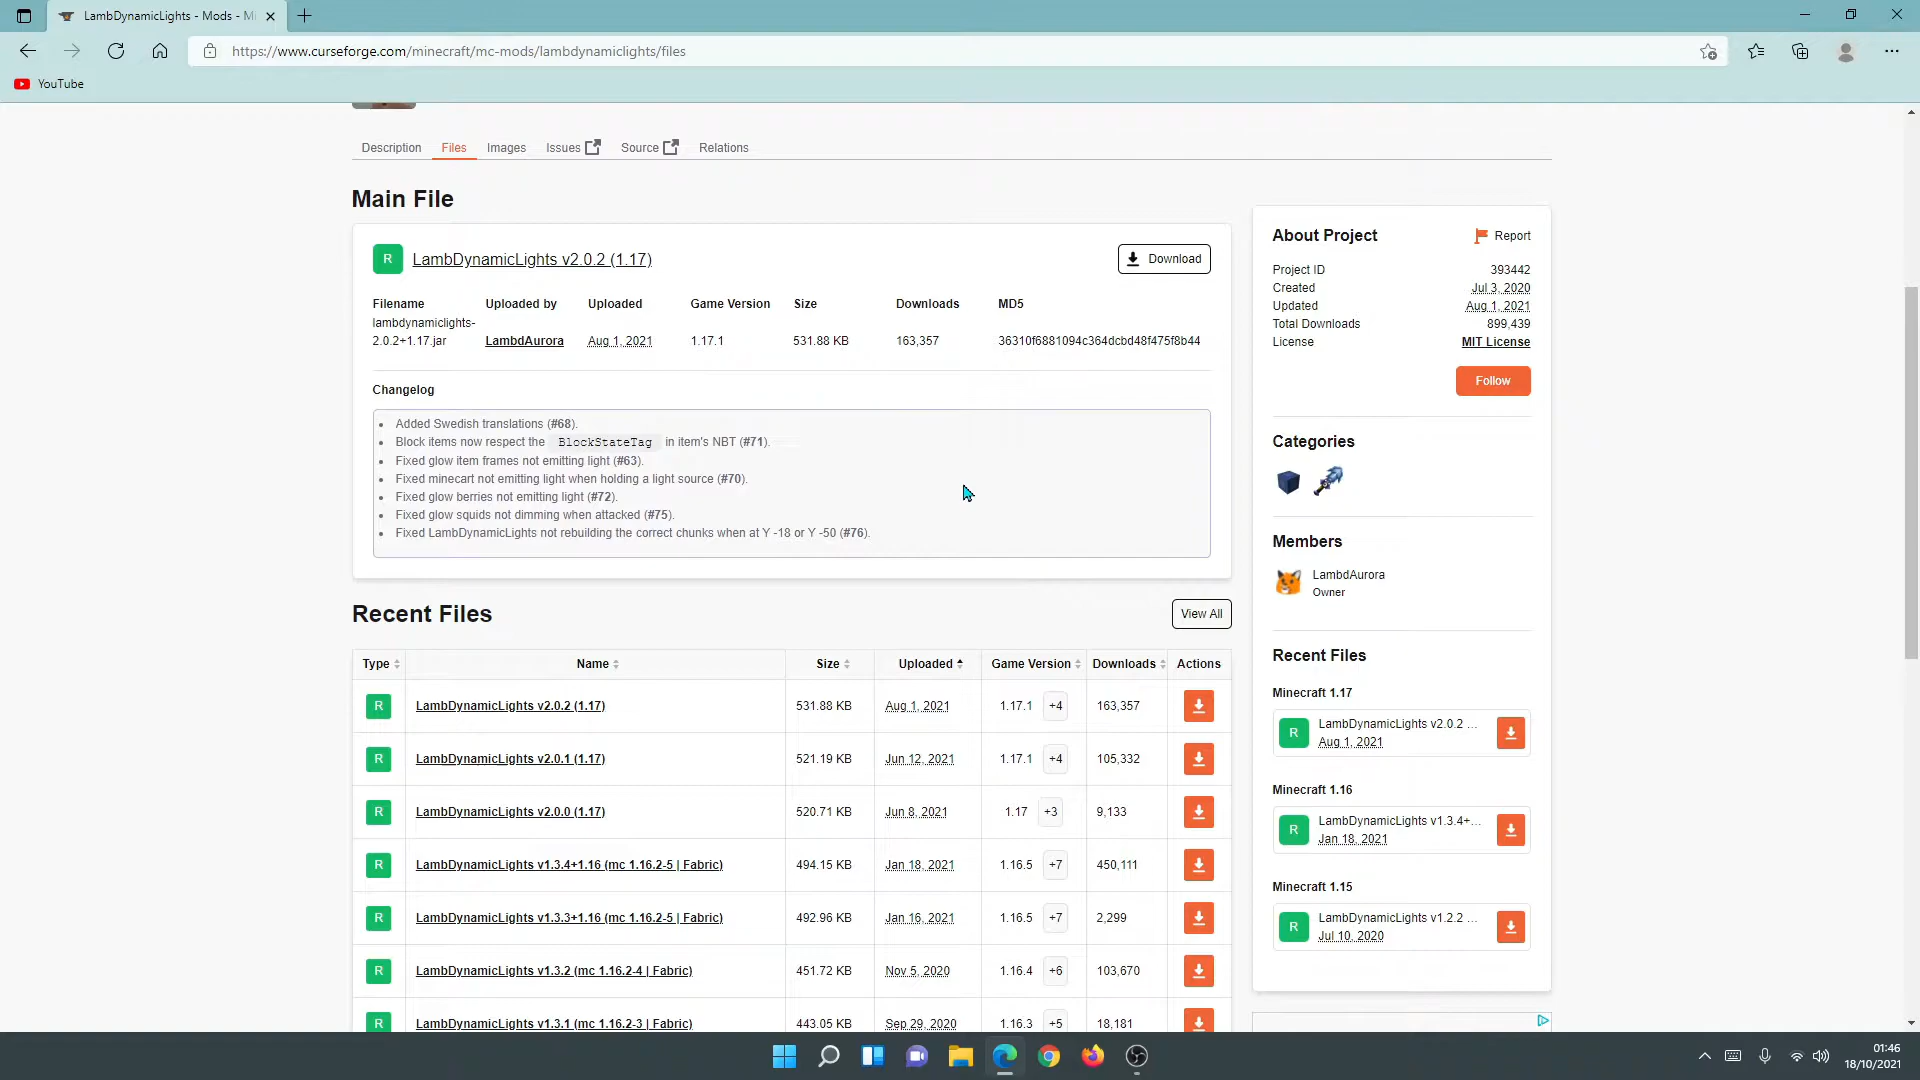 LambDynamicLights - Mods - Mi
https://www.curseforge.com/minecraft/mc-mods/lambdynamiclights/files
YouTube
Description Files Images Issues Source Relations
Main File
R LambDynamicLights v2.0.2 (1.17) Download
Filename Uploaded by Uploaded Game Version Size Downloads MD5
lambdynamiclights-
2.0.2+1.17.jar LambdAurora Aug 1, 2021 1.17.1 531.88 KB 163,357 36310f6881094c364dcbd48f475f8b44
Changelog
Added Swedish translations (#68).
Block items now respect the BlockStateTag in item's NBT (#71).
Fixed glow item frames not emitting light (#63).
Fixed minecart not emitting light when holding a light source (#70).
Fixed glow berries not emitting light (#72).
Fixed glow squids not dimming when attacked (#75).
Fixed LambDynamicLights not rebuilding the correct chunks when at Y -18 or Y -50 (#76).
Recent Files View All
Type Name Size Uploaded Game Version Downloads Actions
R LambDynamicLights v2.0.2 (1.17) 531.88 KB Aug 1, 2021 1.17.1 +4 163,357
R LambDynamicLights v2.0.1 (1.17) 521.19 KB Jun 12, 2021 1.17.1 +4 105,332
R LambDynamicLights v2.0.0 (1.17) 520.71 KB Jun 8, 2021 1.17 +3 9,133
R LambDynamicLights v1.3.4+1.16 (mc 1.16.2-5 | Fabric) 494.15 KB Jan 18, 2021 1.16.5 +7 450,111
R LambDynamicLights v1.3.3+1.16 (mc 1.16.2-5 | Fabric) 492.96 KB Jan 16, 2021 1.16.5 +7 2,299
R LambDynamicLights v1.3.2 (mc 1.16.2-4 | Fabric) 451.72 KB Nov 5, 2020 1.16.4 +6 103,670
R LambDynamicLights v1.3.1 (mc 1.16.2-3 | Fabric) 443.05 KB Sep 29, 2020 1.16.3 +5 18,181
About Project Report
Project ID 393442
Created Jul 3, 2020
Updated Aug 1, 2021
Total Downloads 899,439
License MIT License
Follow
Categories
Members
LambdAurora
Owner
Recent Files
Minecraft 1.17
R LambDynamicLights v2.0.2 ...
Aug 1, 2021
Minecraft 1.16
R LambDynamicLights v1.3.4+...
Jan 18, 2021
Minecraft 1.15
R LambDynamicLights v1.2.2 ...
Jul 10, 2020
01:46
18/10/2021